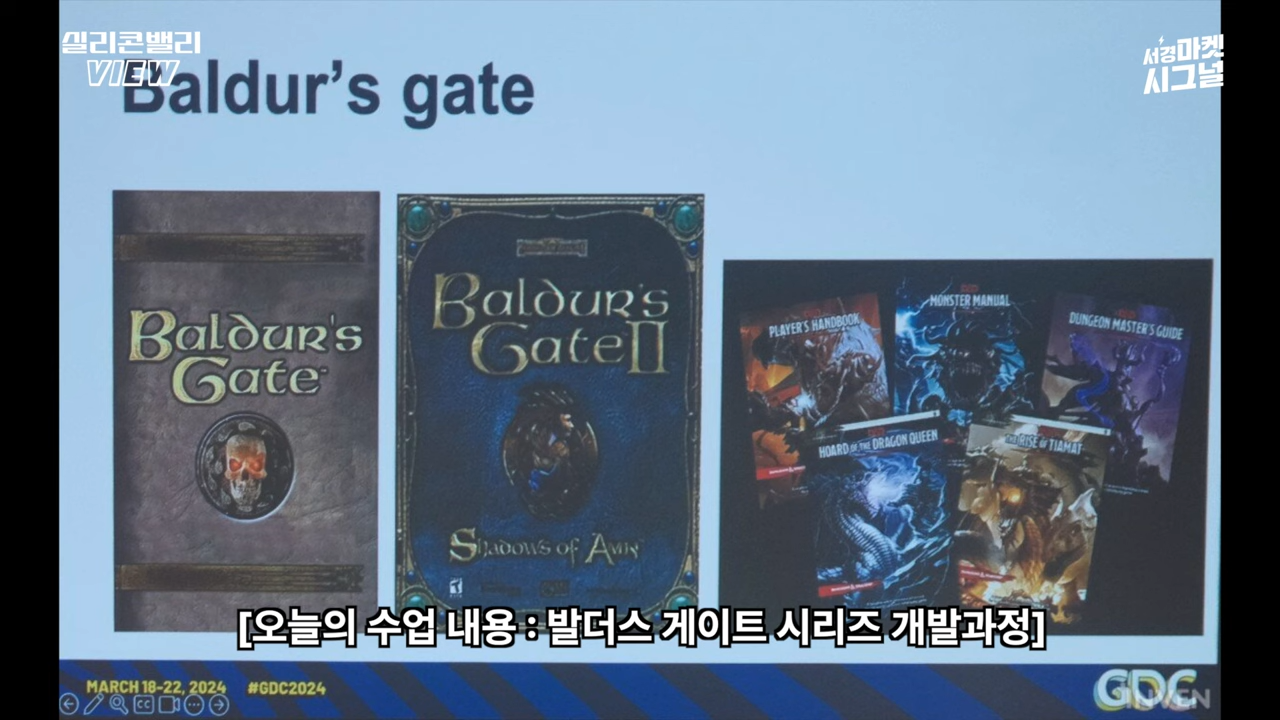 실리콘밸리
VIEW
서경마켓
시그널
Baldur's gate
Baldur's
Gate
Baldur's
Gate II
Shadows of Amn
PLAYER'S HANDBOOK
MONSTER MANUAL
DUNGEON MASTER'S GUIDE
HOARD OF THE DRAGON QUEEN
THE RISE OF TIAMAT
[오늘의 수업 내용 : 발더스 게이트 시리즈 개발과정]
MARCH 18-22, 2024 #GDC2024
CC
GDC
INVEN